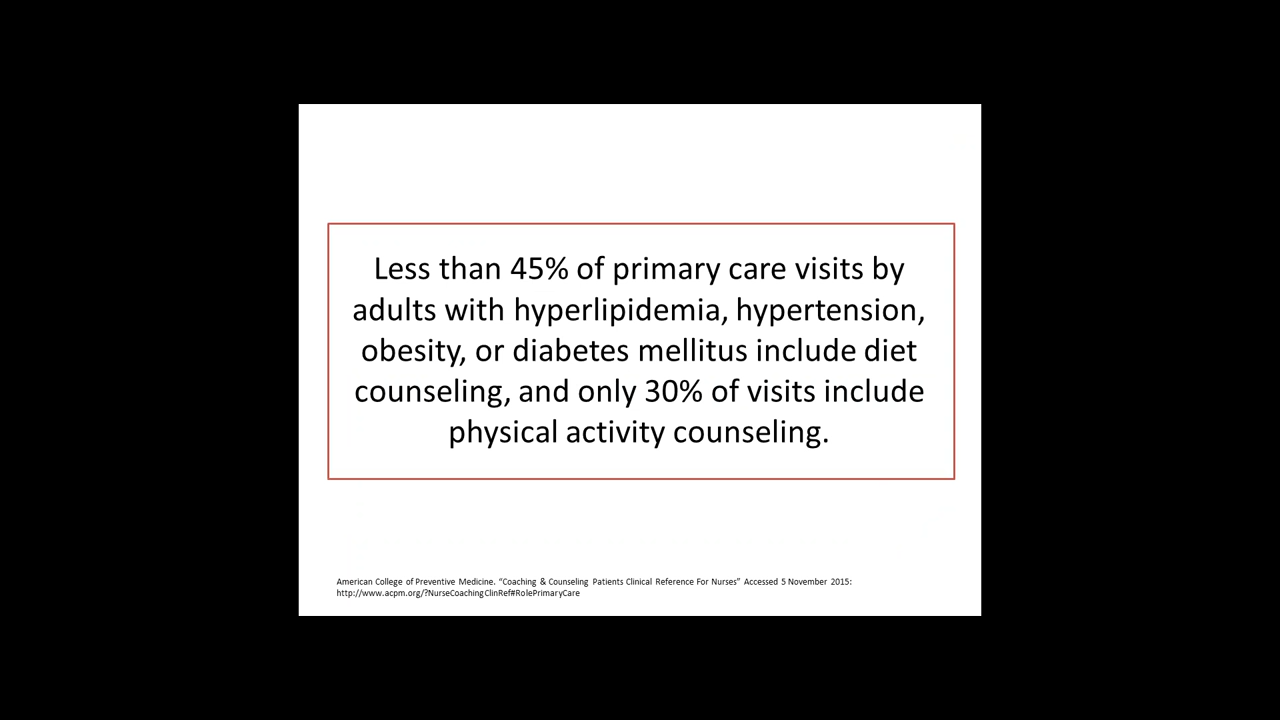 Less than 45% of primary care visits by
adults with hyperlipidemia, hypertension,
obesity, or diabetes mellitus include diet
counseling, and only 30% of visits include
physical activity counseling.
American College of Preventive Medicine. “Coaching & Counseling Patients Clinical Reference For Nurses” Accessed 5 November 2015:
http://www.acpm.org/?NurseCoachingClinRef#RolePrimaryCare